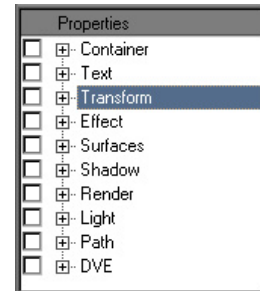 Properties
Container
Text
Transform
Effect
Surfaces
Shadow
Render
Light
Path
DVE